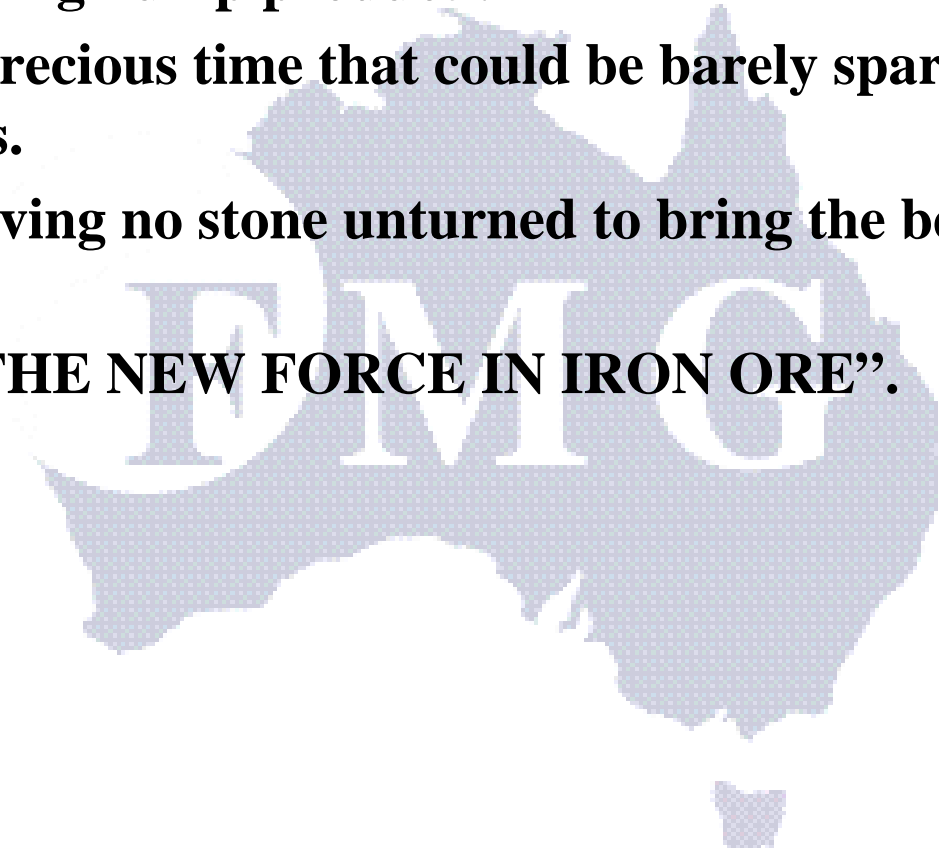 recious time that could be barely spar
s.
ving no stone unturned to bring the be
FMG
THE NEW FORCE IN IRON ORE”.